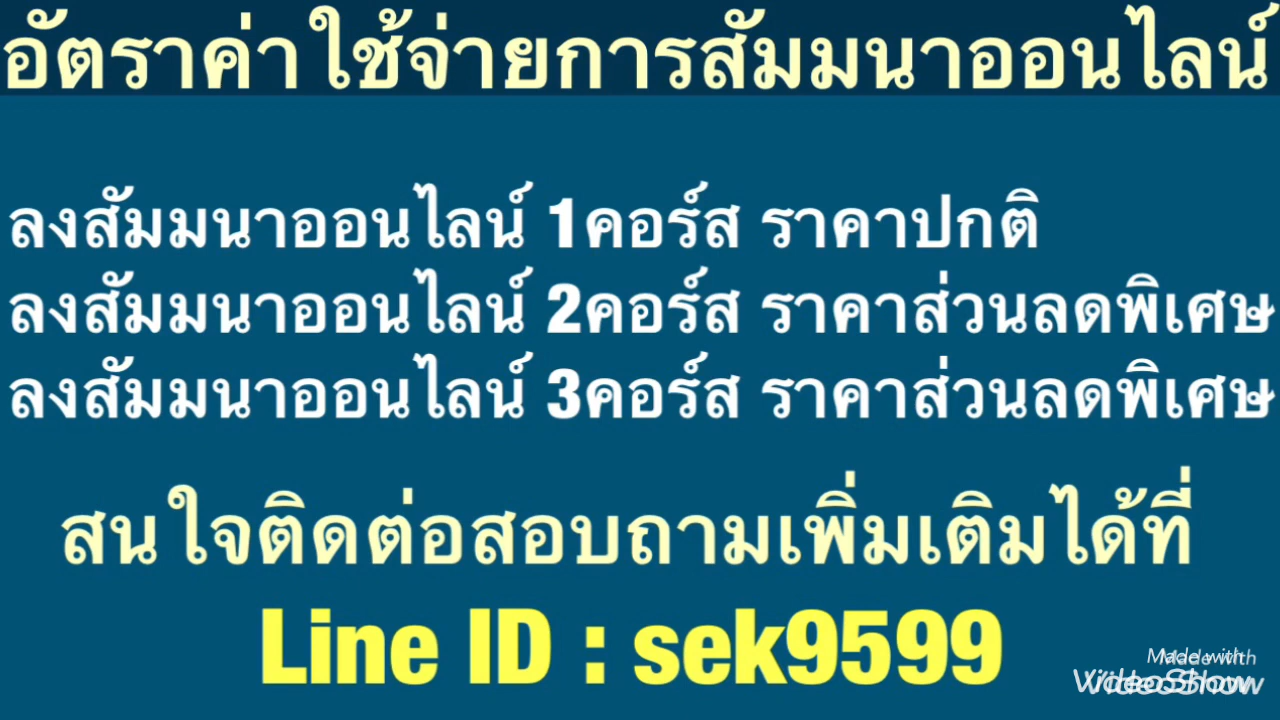 อัตราค่าใช้จ่ายการสัมมนาออนไลน์
ลงสัมมนาออนไลน์ 1คอร์ส ราคาปกติ
ลงสัมมนาออนไลน์ 2คอร์ส ราคาส่วนลดพิเศษ
ลงสัมมนาออนไลน์ 3คอร์ส ราคาส่วนลดพิเศษ
สนใจติดต่อสอบถามเพิ่มเติมได้ที่
Line ID : sek9599
Made with
VideoShow